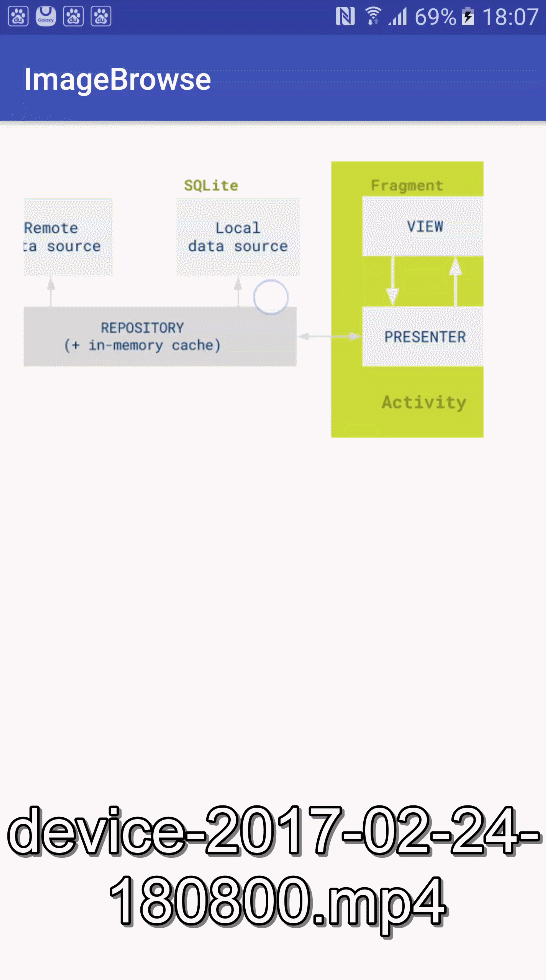 69% 18:07
ImageBrowse
SQLite
Fragment
Remote
ta source
Local
data source
VIEW
REPOSITORY
(+ in-memory cache)
PRESENTER
Activity
device-2017-02-24-
180800.mp4